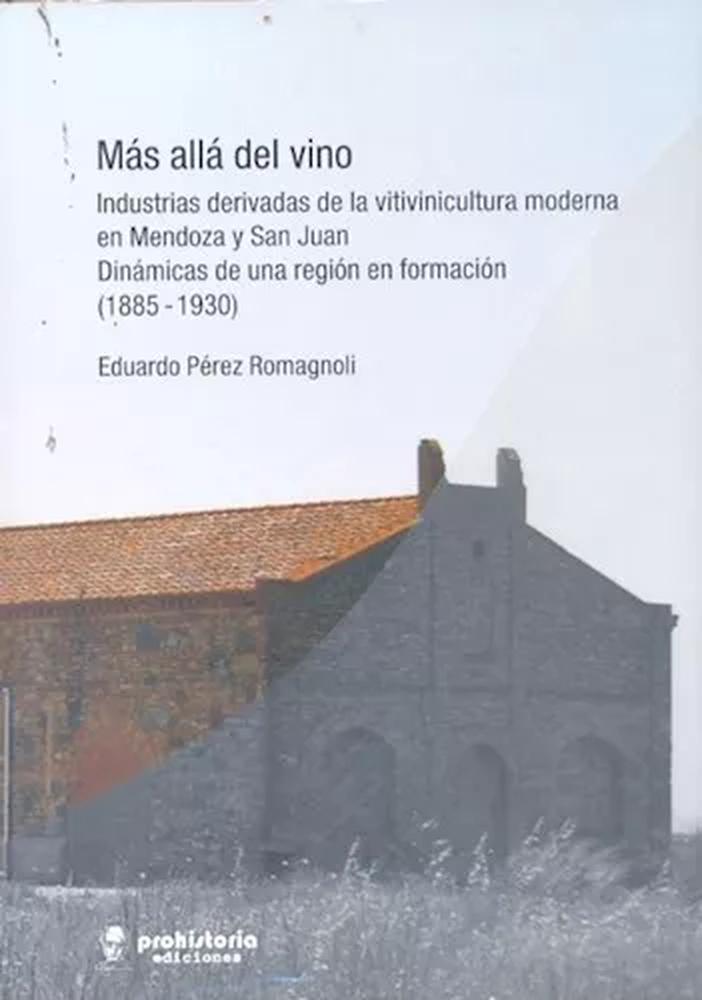 Más allá del vino
Industrias derivadas de la vitivinicultura moderna
en Mendoza y San Juan
Dinámicas de una región en formación
(1885 - 1930)
Eduardo Pérez Romagnoli
prohistoria
ediciones